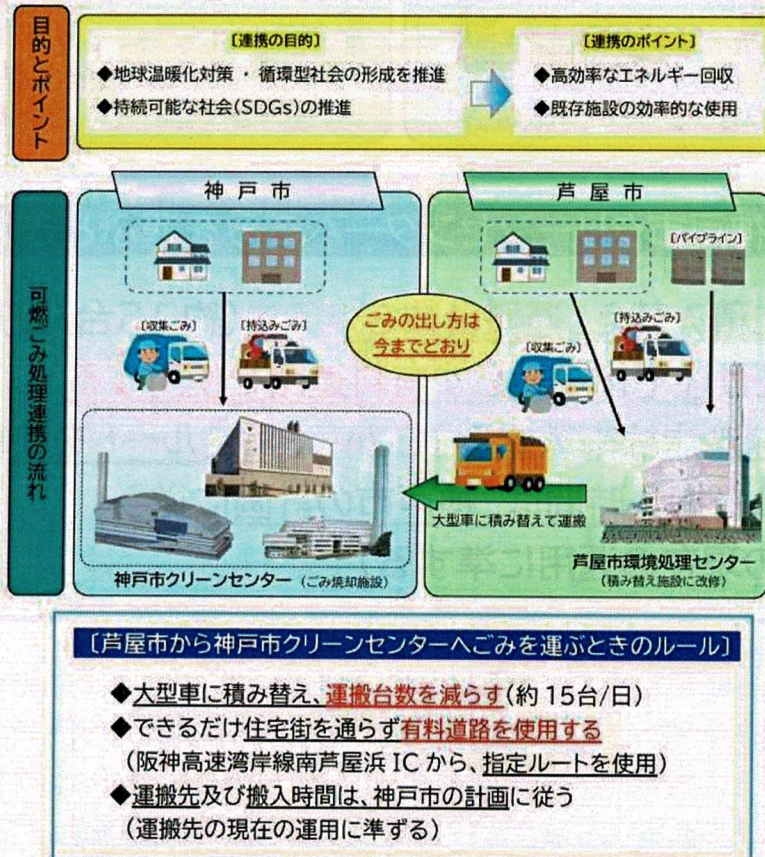 目的とポイント
〔連携の目的〕
◆地球温暖化対策 ・ 循環型社会の形成を推進
◆持続可能な社会(SDGs)の推進
〔連携のポイント〕
◆高効率なエネルギー回収
◆既存施設の効率的な使用
可燃ごみ処理連携の流れ
神戸市
〔収集ごみ〕
〔持込みごみ〕
神戸市クリーンセンター (ごみ焼却施設)
ごみの出し方は
今までどおり
芦屋市
〔パイプライン〕
〔持込みごみ〕
〔収集ごみ〕
大型車に積み替えて運搬
芦屋市環境処理センター
(積み替え施設に改修)
〔芦屋市から神戸市クリーンセンターへごみを運ぶときのルール〕
◆大型車に積み替え、運搬台数を減らす(約 15台/日)
◆できるだけ住宅街を通らず有料道路を使用する
(阪神高速湾岸線南芦屋浜 IC から、指定ルートを使用)
◆運搬先及び搬入時間は、神戸市の計画に従う
(運搬先の現在の運用に準ずる)